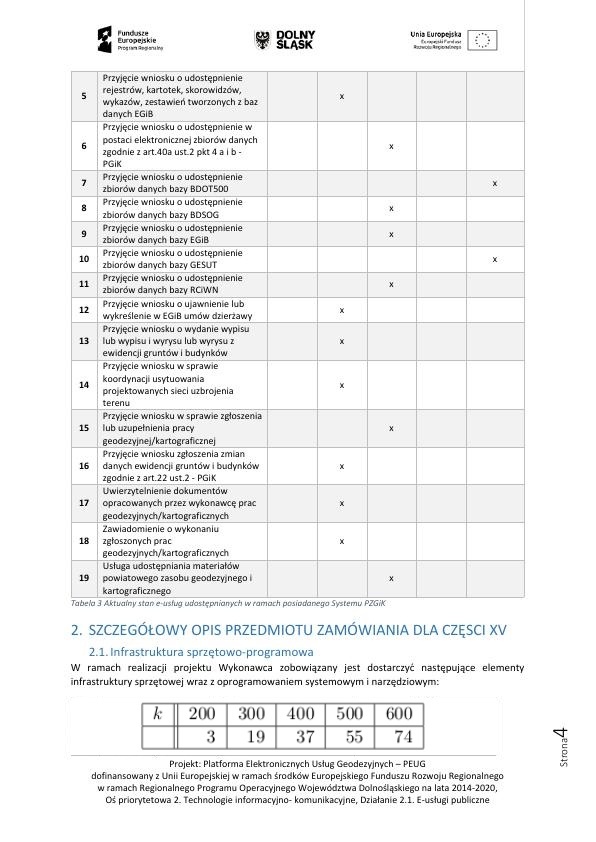 Fundusze
Europejskie
Program Regionalny
DOLNY
ŚLĄSK
Unia Europejska
Europejski Fundusz
Rozwoju Regionalnego
5 Przyjęcie wniosku o udostępnienie
rejestrów, kartotek, skorowidzów,
wykazów, zestawień tworzonych z baz
danych EGiB x
6 Przyjęcie wniosku o udostępnienie w
postaci elektronicznej zbiorów danych
zgodnie z art.40a ust.2 pkt 4 a i b -
PGiK x
7 Przyjęcie wniosku o udostępnienie
zbiorów danych bazy BDOT500 x
8 Przyjęcie wniosku o udostępnienie
zbiorów danych bazy BDSOG x
9 Przyjęcie wniosku o udostępnienie
zbiorów danych bazy EGiB x
10 Przyjęcie wniosku o udostępnienie
zbiorów danych bazy GESUT x
11 Przyjęcie wniosku o udostępnienie
zbiorów danych bazy RCiWN x
12 Przyjęcie wniosku o ujawnienie lub
wykreślenie w EGiB umów dzierżawy x
13 Przyjęcie wniosku o wydanie wypisu
lub wypisu i wyrysu lub wyrysu z
ewidencji gruntów i budynków x
14 Przyjęcie wniosku w sprawie
koordynacji usytuowania
projektowanych sieci uzbrojenia
terenu x
15 Przyjęcie wniosku w sprawie zgłoszenia
lub uzupełnienia pracy
geodezyjnej/kartograficznej x
16 Przyjęcie wniosku zgłoszenia zmian
danych ewidencji gruntów i budynków
zgodnie z art.22 ust.2 - PGiK x
17 Uwierzytelnienie dokumentów
opracowanych przez wykonawcę prac
geodezyjnych/kartograficznych x
18 Zawiadomienie o wykonaniu
zgłoszonych prac
geodezyjnych/kartograficznych x
19 Usługa udostępniania materiałów
powiatowego zasobu geodezyjnego i
kartograficznego x
Tabela 3 Aktualny stan e-usług udostępnianych w ramach posiadanego Systemu PZGiK
2. SZCZEGÓŁOWY OPIS PRZEDMIOTU ZAMÓWIANIA DLA CZĘSCI XV
2.1. Infrastruktura sprzętowo-programowa
W ramach realizacji projektu Wykonawca zobowiązany jest dostarczyć następujące elementy
infrastruktury sprzętowej wraz z oprogramowaniem systemowym i narzędziowym:
k 200 300 400 500 600
3 19 37 55 74
Strona4
Projekt: Platforma Elektronicznych Usług Geodezyjnych – PEUG
dofinansowany z Unii Europejskiej w ramach środków Europejskiego Funduszu Rozwoju Regionalnego
w ramach Regionalnego Programu Operacyjnego Województwa Dolnośląskiego na lata 2014-2020,
Oś priorytetowa 2. Technologie informacyjno- komunikacyjne, Działanie 2.1. E-usługi publiczne